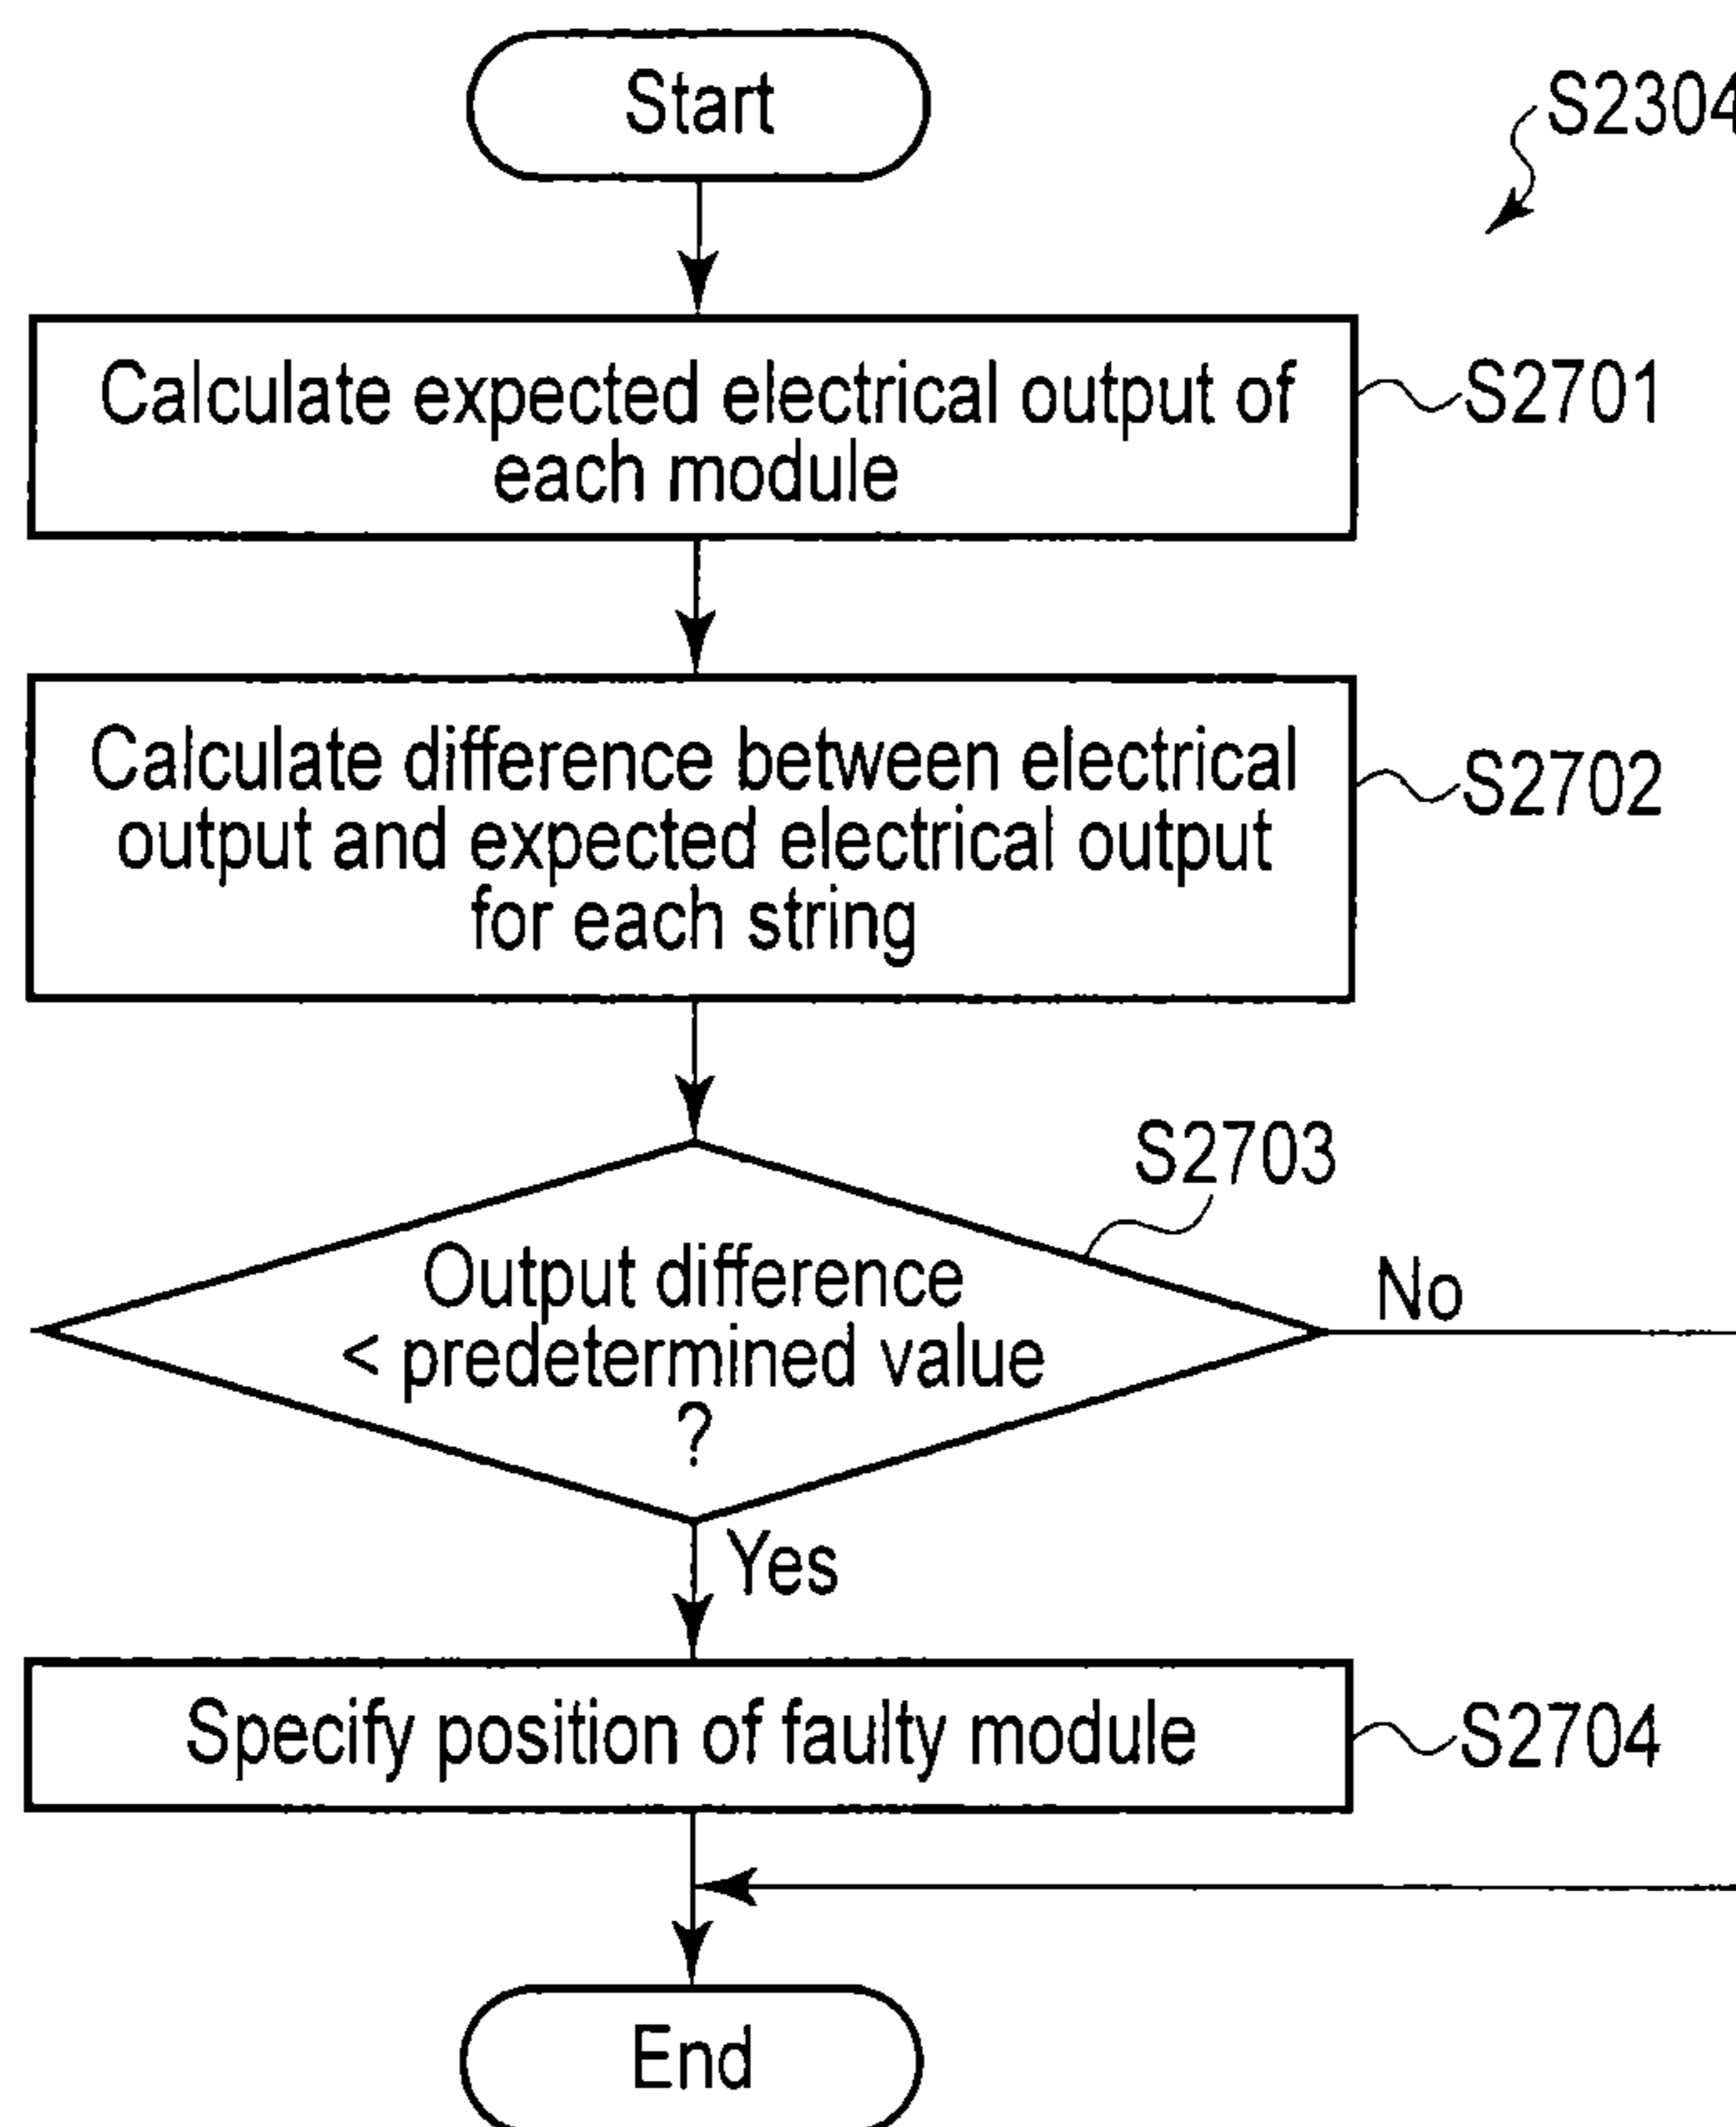 Start
S2304
Calculate expected electrical output of
each module
S2701
Calculate difference between electrical
output and expected electrical output
for each string
S2702
S2703
Output difference
< predetermined value
?
No
Yes
Specify position of faulty module
S2704
End